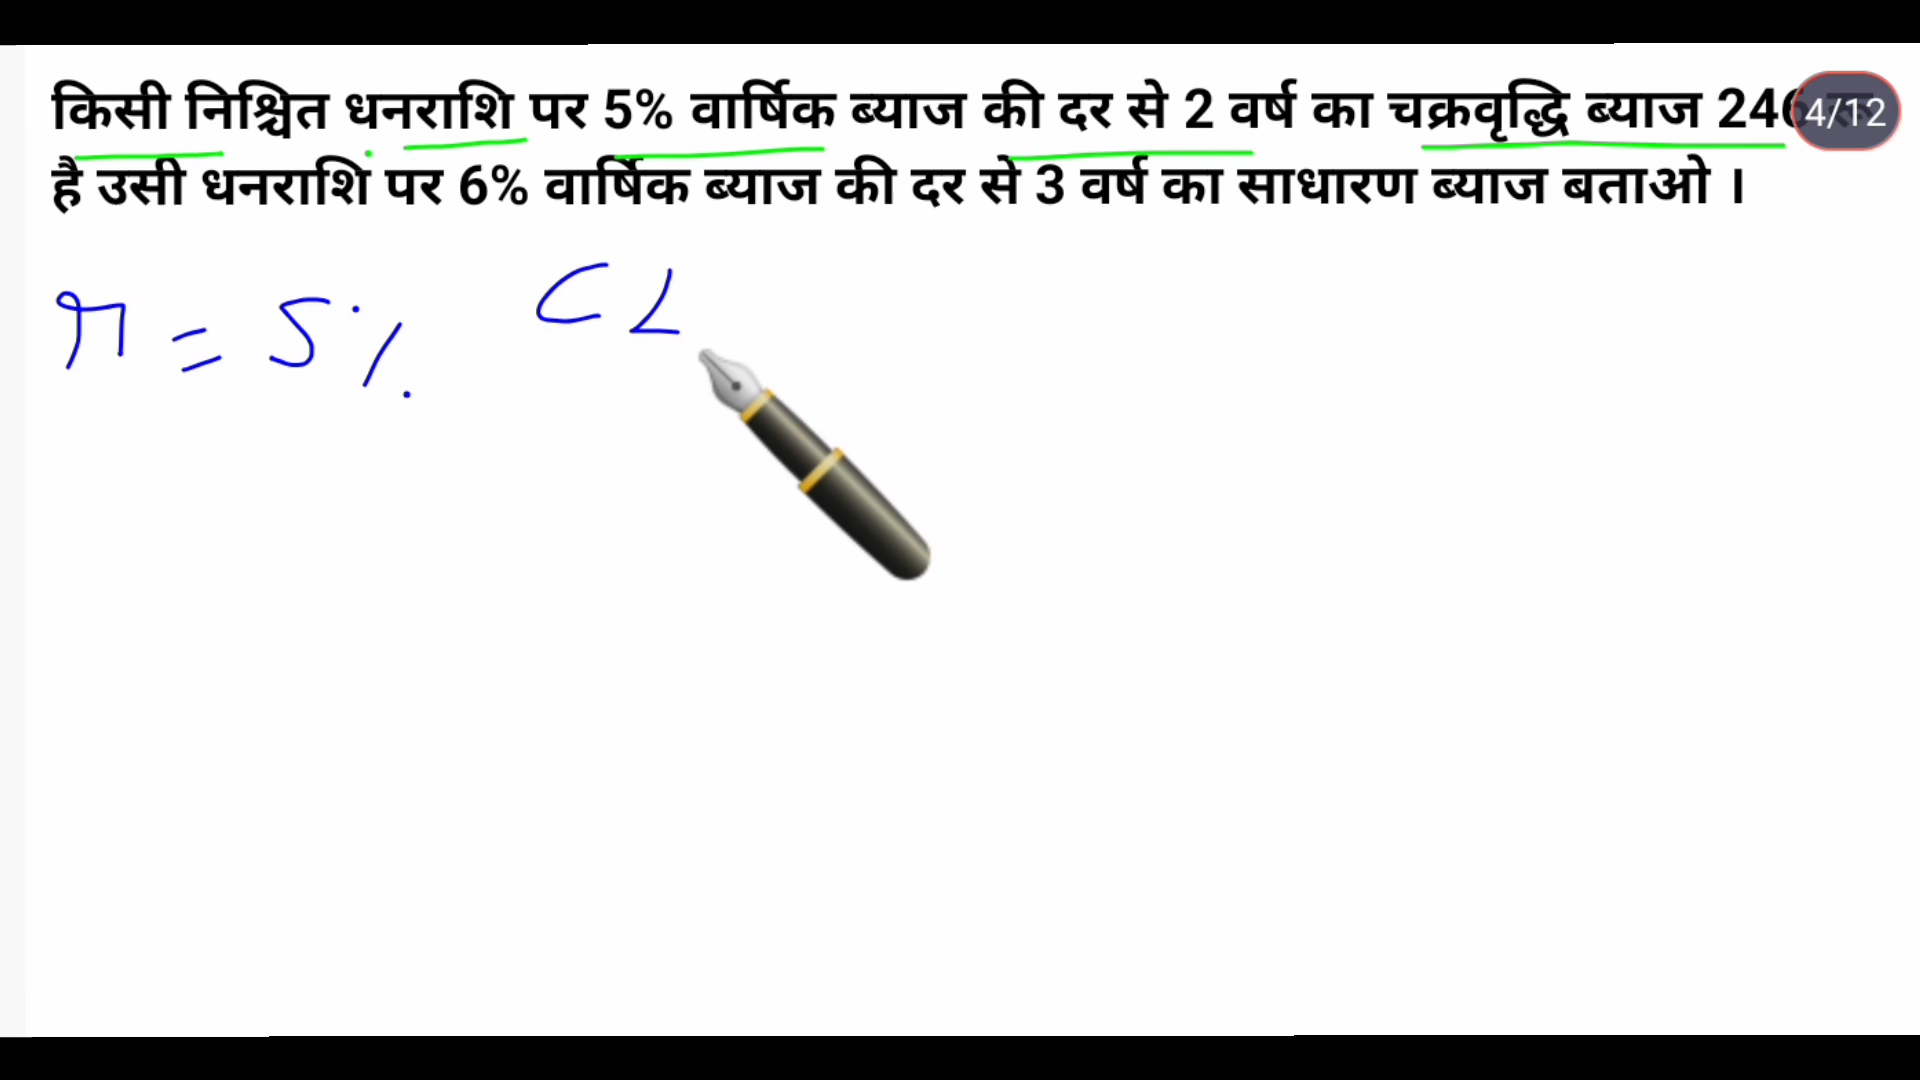 किसी निश्चित धनराशि पर 5% वार्षिक ब्याज की दर से 2 वर्ष का चक्रवृद्धि ब्याज 246
4/12
है उसी धनराशि पर 6% वार्षिक ब्याज की दर से 3 वर्ष का साधारण ब्याज बताओ ।
r = 5%